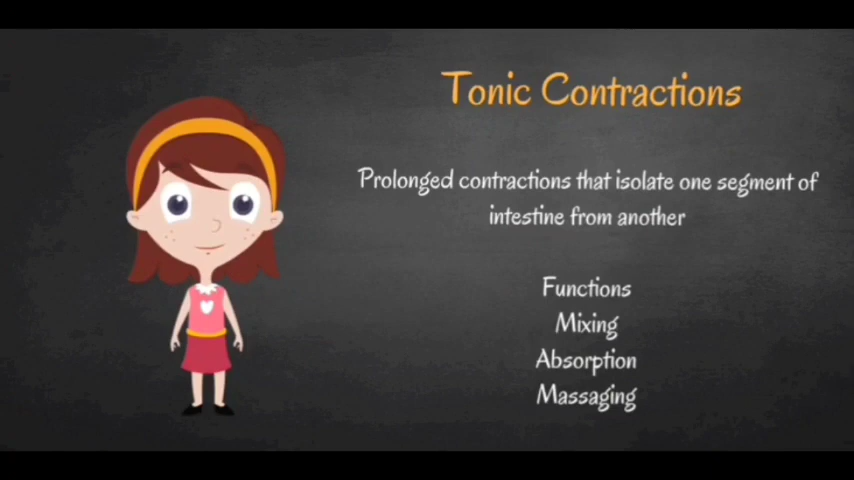 Tonic Contractions
Prolonged contractions that isolate one segment of
intestine from another
Functions
Mixing
Absorption
Massaging